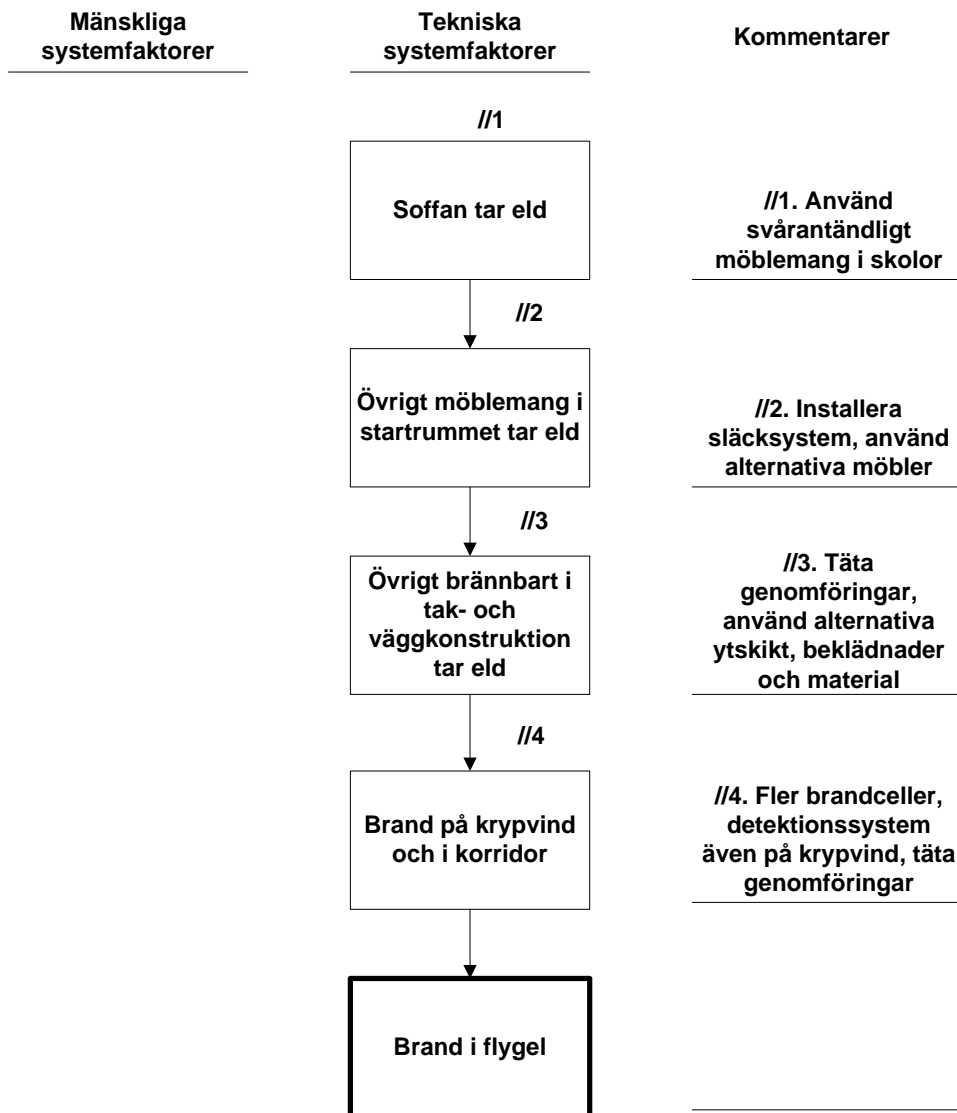 Mänskliga
systemfaktorer
Tekniska
systemfaktorer
Kommentarer
//1
Soffan tar eld
//1. Använd
svårantändligt
möblemang i skolor
//2
Övrigt möblemang i
startrummet tar eld
//2. Installera
släcksystem, använd
alternativa möbler
//3
Övrigt brännbart i
tak- och
väggkonstruktion
tar eld
//3. Täta
genomföringar,
använd alternativa
ytskikt, beklädnader
och material
//4
Brand på krypvind
och i korridor
//4. Fler brandceller,
detektionssystem
även på krypvind, täta
genomföringar
Brand i flygel